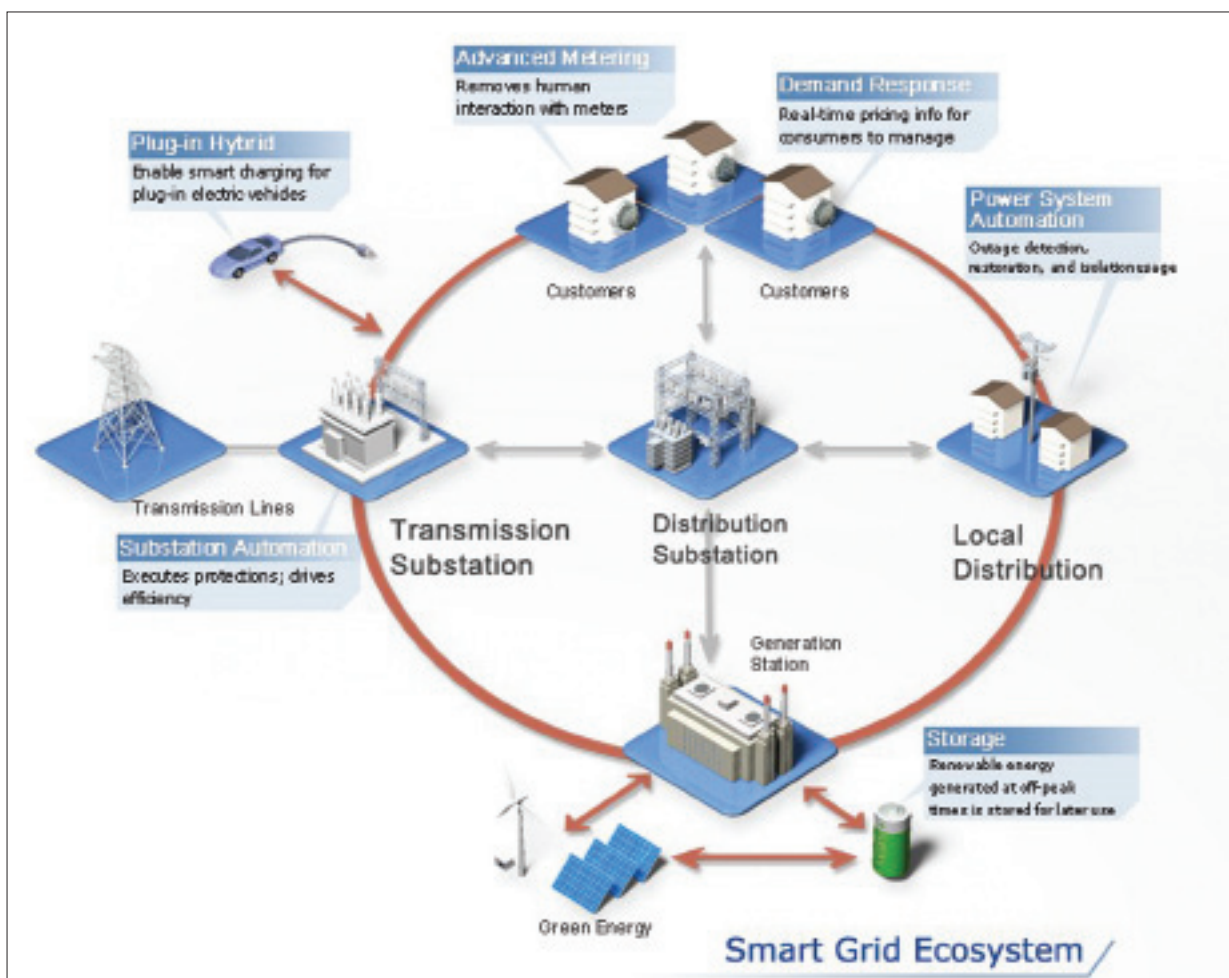 Advanced Metering
Removes human
interaction with meters
Demand Response
Real-time pricing info for
consumers to manage
Plug-in Hybrid
Enable smart charging for
plug-in electric vehicles
Power System
Automation
Outage detection,
restoration, and isolationusage
Customers
Customers
Transmission Lines
Substation Automation
Executes protections; drives
efficiency
Transmission
Substation
Distribution
Substation
Local
Distribution
Generation
Station
Storage
Renewable energy
generated at off-peak
times is stored for later use
Green Energy
Smart Grid Ecosystem